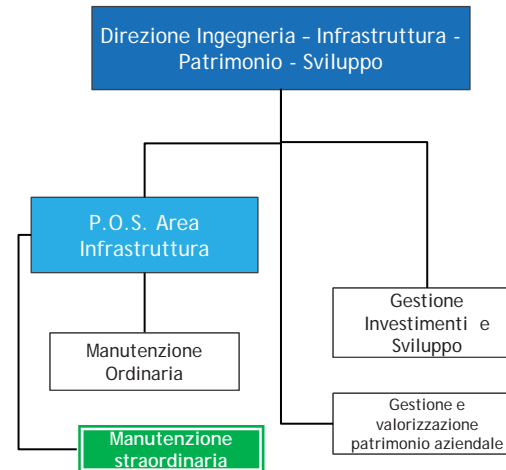 Direzione Ingegneria – Infrastruttura -
Patrimonio - Sviluppo
P.O.S. Area
Infrastruttura
Gestione
Investimenti e
Sviluppo
Manutenzione
Ordinaria
Gestione e
valorizzazione
patrimonio aziendale
Manutenzione
straordinaria